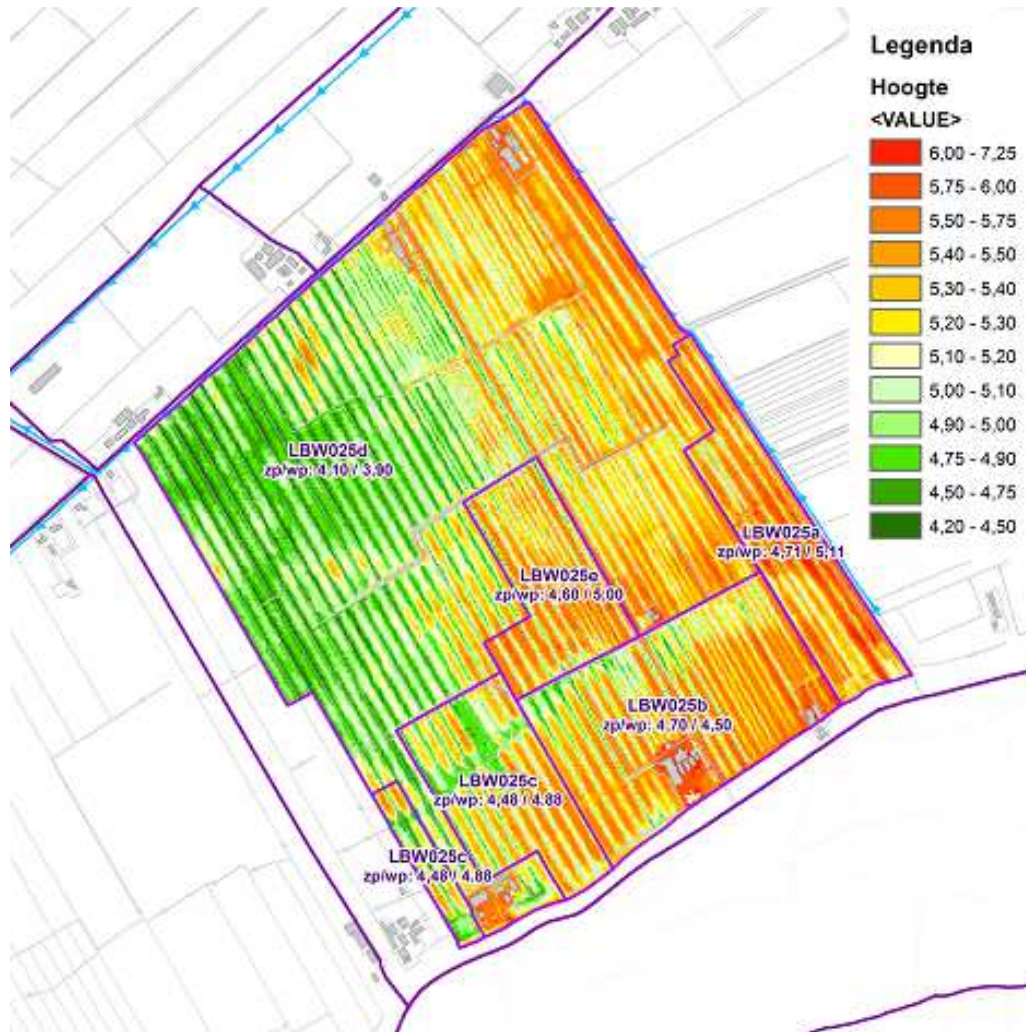 Legenda
Hoogte
<VALUE>
6,00 - 7,25
5,75 - 6,00
5,50 - 5,75
5,40 - 5,50
5,30 - 5,40
5,20 - 5,30
5,10 - 5,20
5,00 - 5,10
4,90 - 5,00
4,75 - 4,90
4,50 - 4,75
4,20 - 4,50
LBW025d
zp/wp: 4,10 / 3,90
LBW025a
zp/wp: 4,71 / 5,11
LBW025e
zp/wp: 4,60 / 5,00
LBW025b
zp/wp: 4,70 / 4,50
LBW025c
zp/wp: 4,48 / 4.88
LBW025c
zp/wp: 4,48 / 4.88